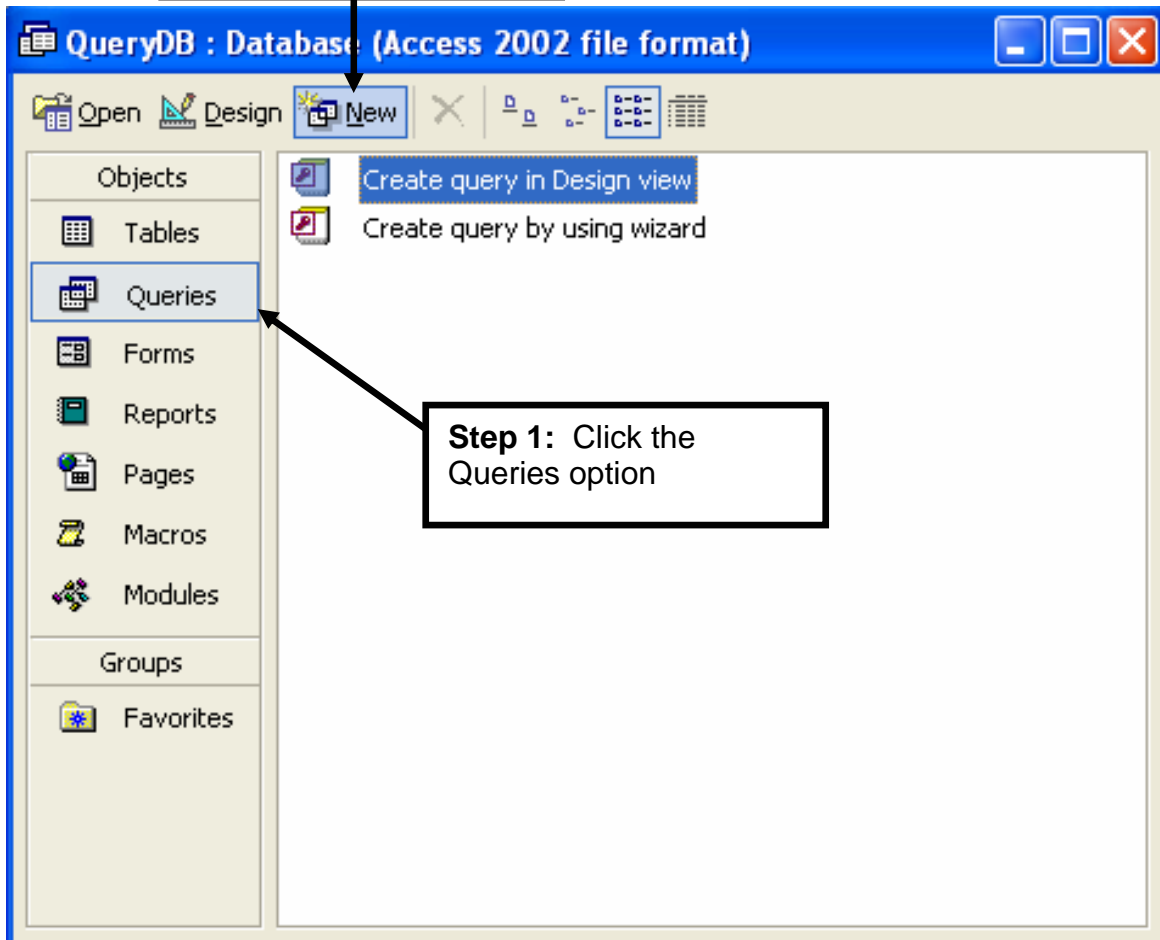 QueryDB : Database (Access 2002 file format)
Open Design New
Objects
Tables
Queries
Forms
Reports
Pages
Macros
Modules
Groups
Favorites
Create query in Design view
Create query by using wizard
Step 1: Click the
Queries option